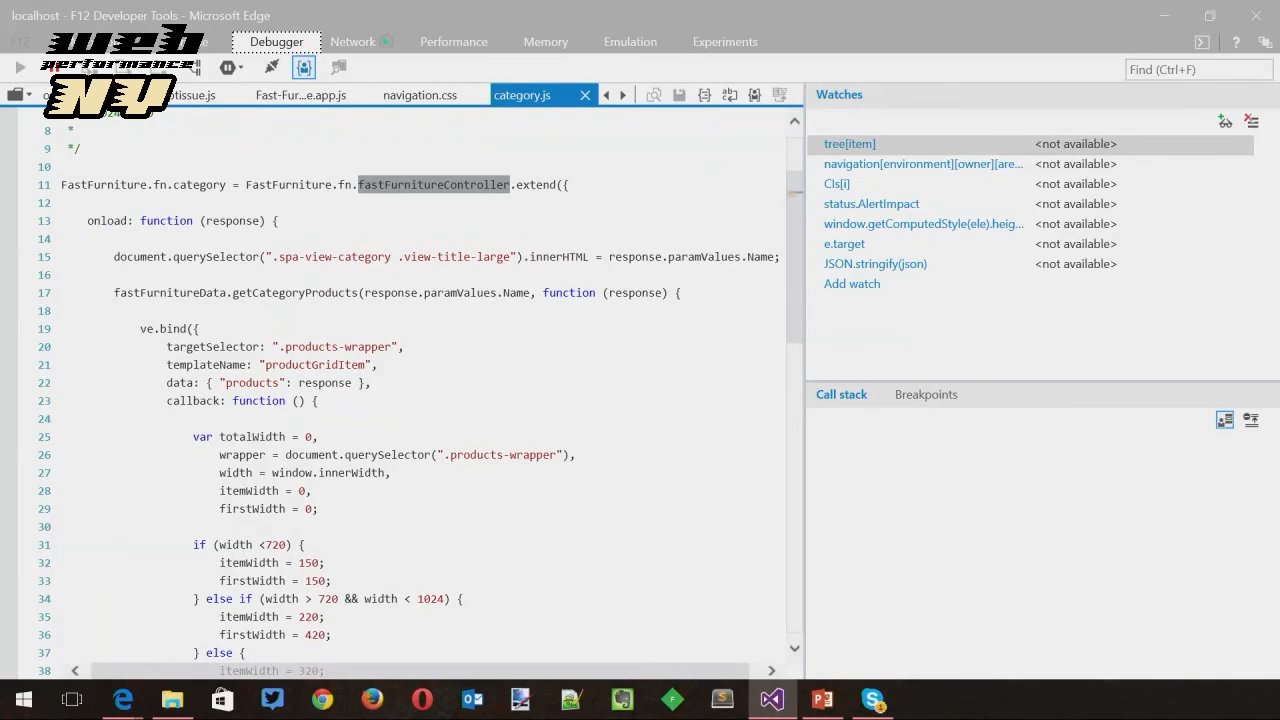 localhost - F12 Developer Tools - Microsoft Edge
F12
Debugger
Network
Performance
Memory
Emulation
Experiments
web
performance
NY
Find (Ctrl+F)
ptissue.js
Fast-Fur...e.app.js
navigation.css
category.js
Watches
8 *
9 */
10
11 FastFurniture.fn.category = FastFurniture.fn.fastFurnitureController.extend({
12
13 onload: function (response) {
14
15 document.querySelector(".spa-view-category .view-title-large").innerHTML = response.paramValues.Name;
16
17 fastFurnitureData.getCategoryProducts(response.paramValues.Name, function (response) {
18
19 ve.bind({
20 targetSelector: ".products-wrapper",
21 templateName: "productGridItem",
22 data: { "products": response },
23 callback: function () {
24
25 var totalWidth = 0,
26 wrapper = document.querySelector(".products-wrapper"),
27 width = window.innerWidth,
28 itemWidth = 0,
29 firstWidth = 0;
30
31 if (width <720) {
32 itemWidth = 150;
33 firstWidth = 150;
34 } else if (width > 720 && width < 1024) {
35 itemWidth = 220;
36 firstWidth = 420;
37 } else {
38 itemWidth = 320;
tree[item] <not available>
navigation[environment][owner][are... <not available>
Cls[i] <not available>
status.AlertImpact <not available>
window.getComputedStyle(ele).heig... <not available>
e.target <not available>
JSON.stringify(json) <not available>
Add watch
Call stack
Breakpoints